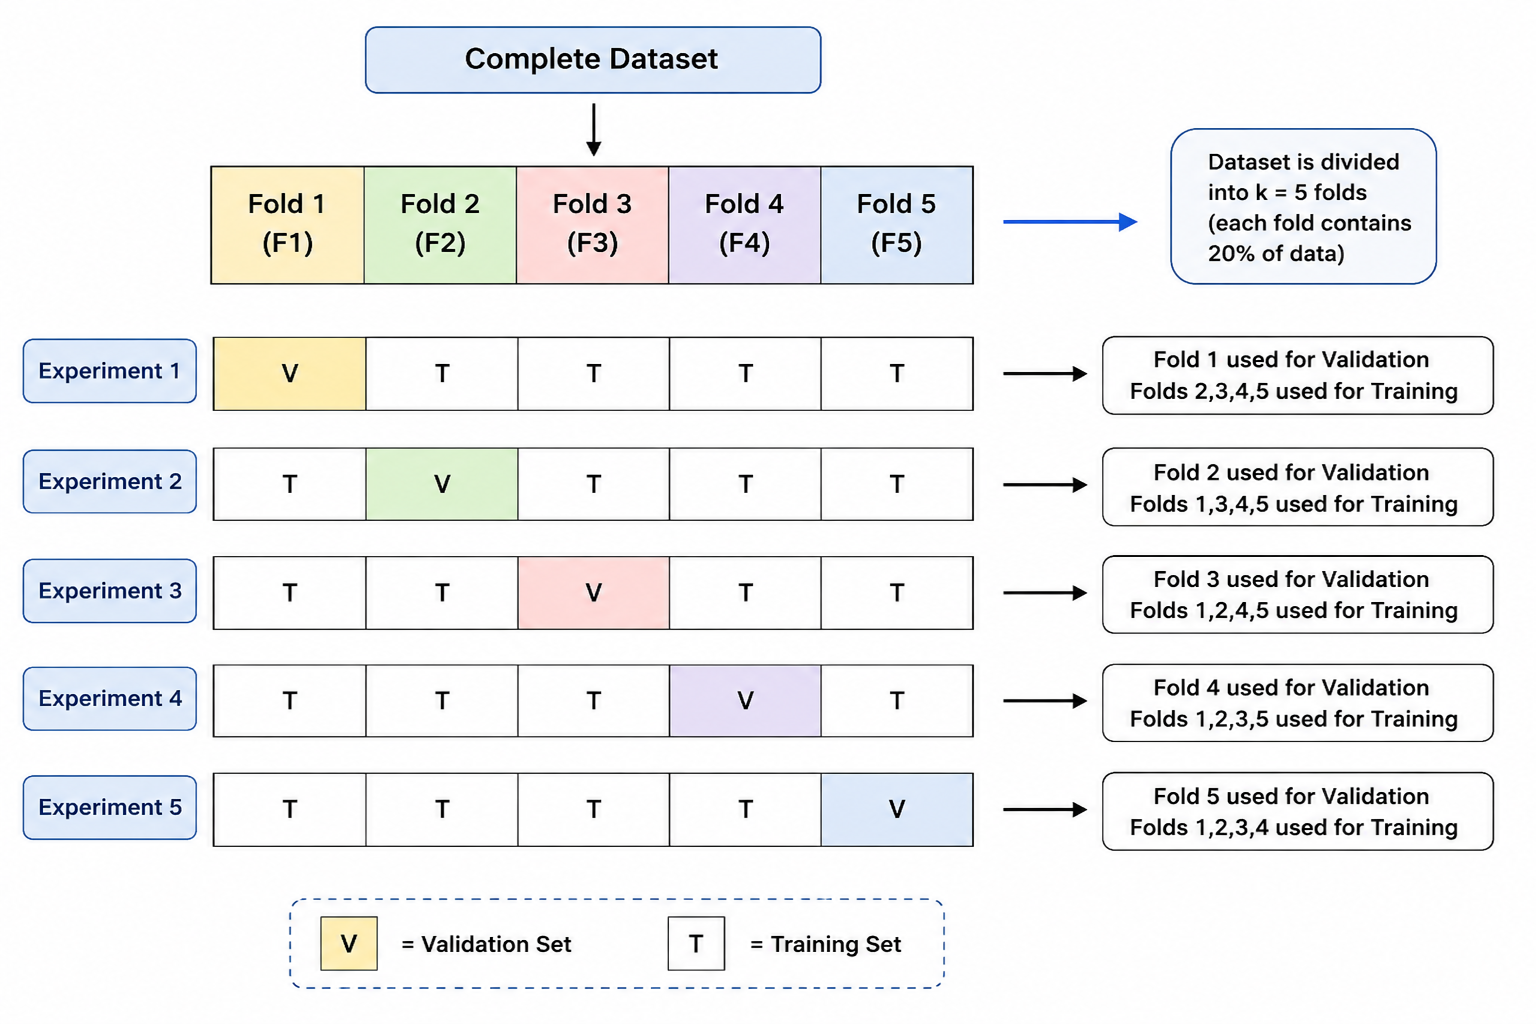 Complete Dataset
Fold 1
(F1)
Fold 2
(F2)
Fold 3
(F3)
Fold 4
(F4)
Fold 5
(F5)
Dataset is divided
into k = 5 folds
(each fold contains
20% of data)
Experiment 1
V T T T T
Fold 1 used for Validation
Folds 2,3,4,5 used for Training
Experiment 2
T V T T T
Fold 2 used for Validation
Folds 1,3,4,5 used for Training
Experiment 3
T T V T T
Fold 3 used for Validation
Folds 1,2,4,5 used for Training
Experiment 4
T T T V T
Fold 4 used for Validation
Folds 1,2,3,5 used for Training
Experiment 5
T T T T V
Fold 5 used for Validation
Folds 1,2,3,4 used for Training
V = Validation Set
T = Training Set